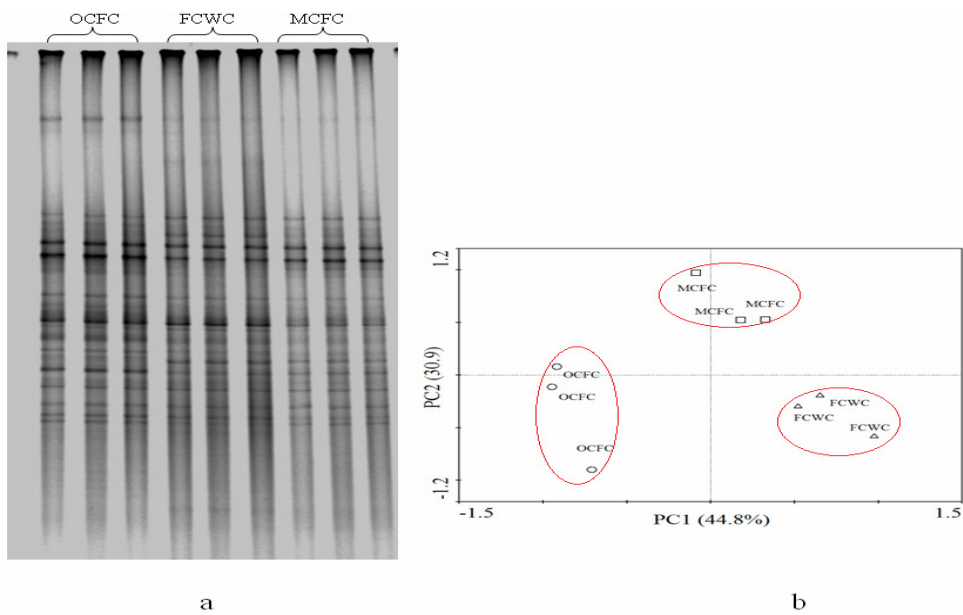 OCFC FCWC MCFC
1.2
MCFC
MCFC
MCFC
OCFC
OCFC
FCWC
FCWC
FCWC
OCFC
PC2 (30.9)
-1.2
-1.5 PC1 (44.8%) 1.5
a b